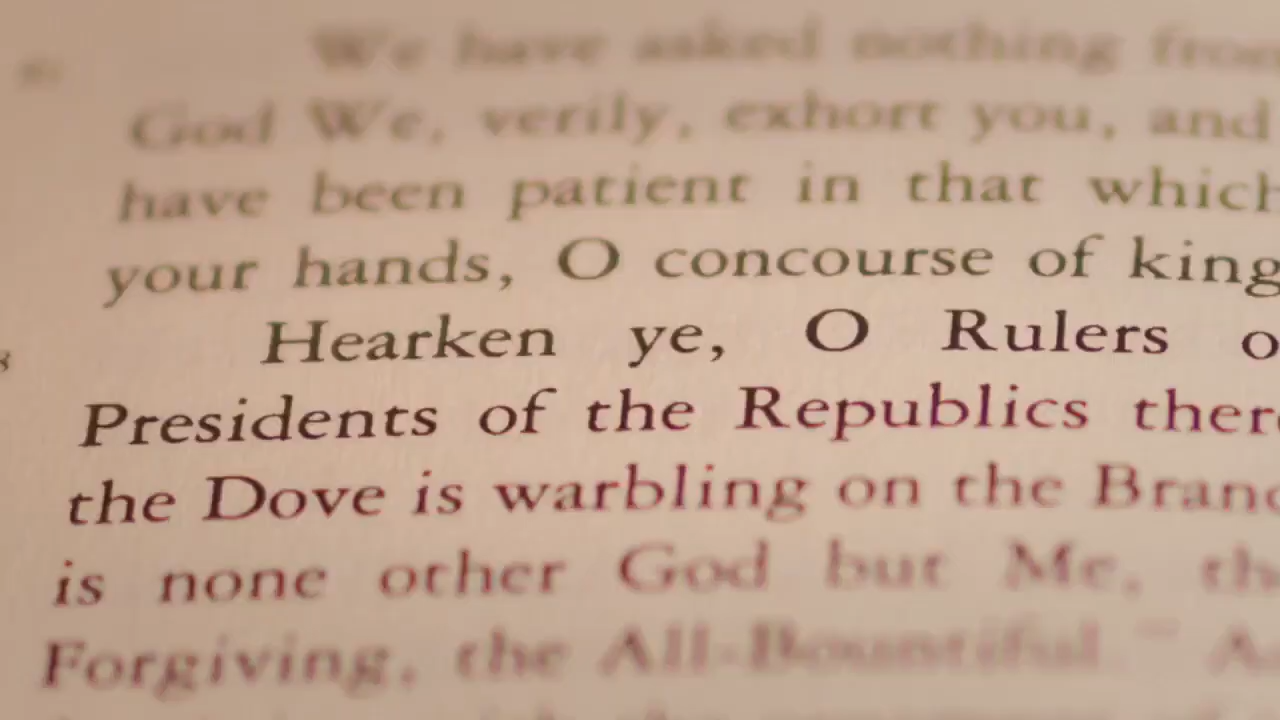 We have asked nothing from
God We, verily, exhort you, and
have been patient in that which
your hands, O concourse of king
Hearken ye, O Rulers o
Presidents of the Republics ther
the Dove is warbling on the Branc
is none other God but Me, th
Forgiving, the All-Bountiful." A